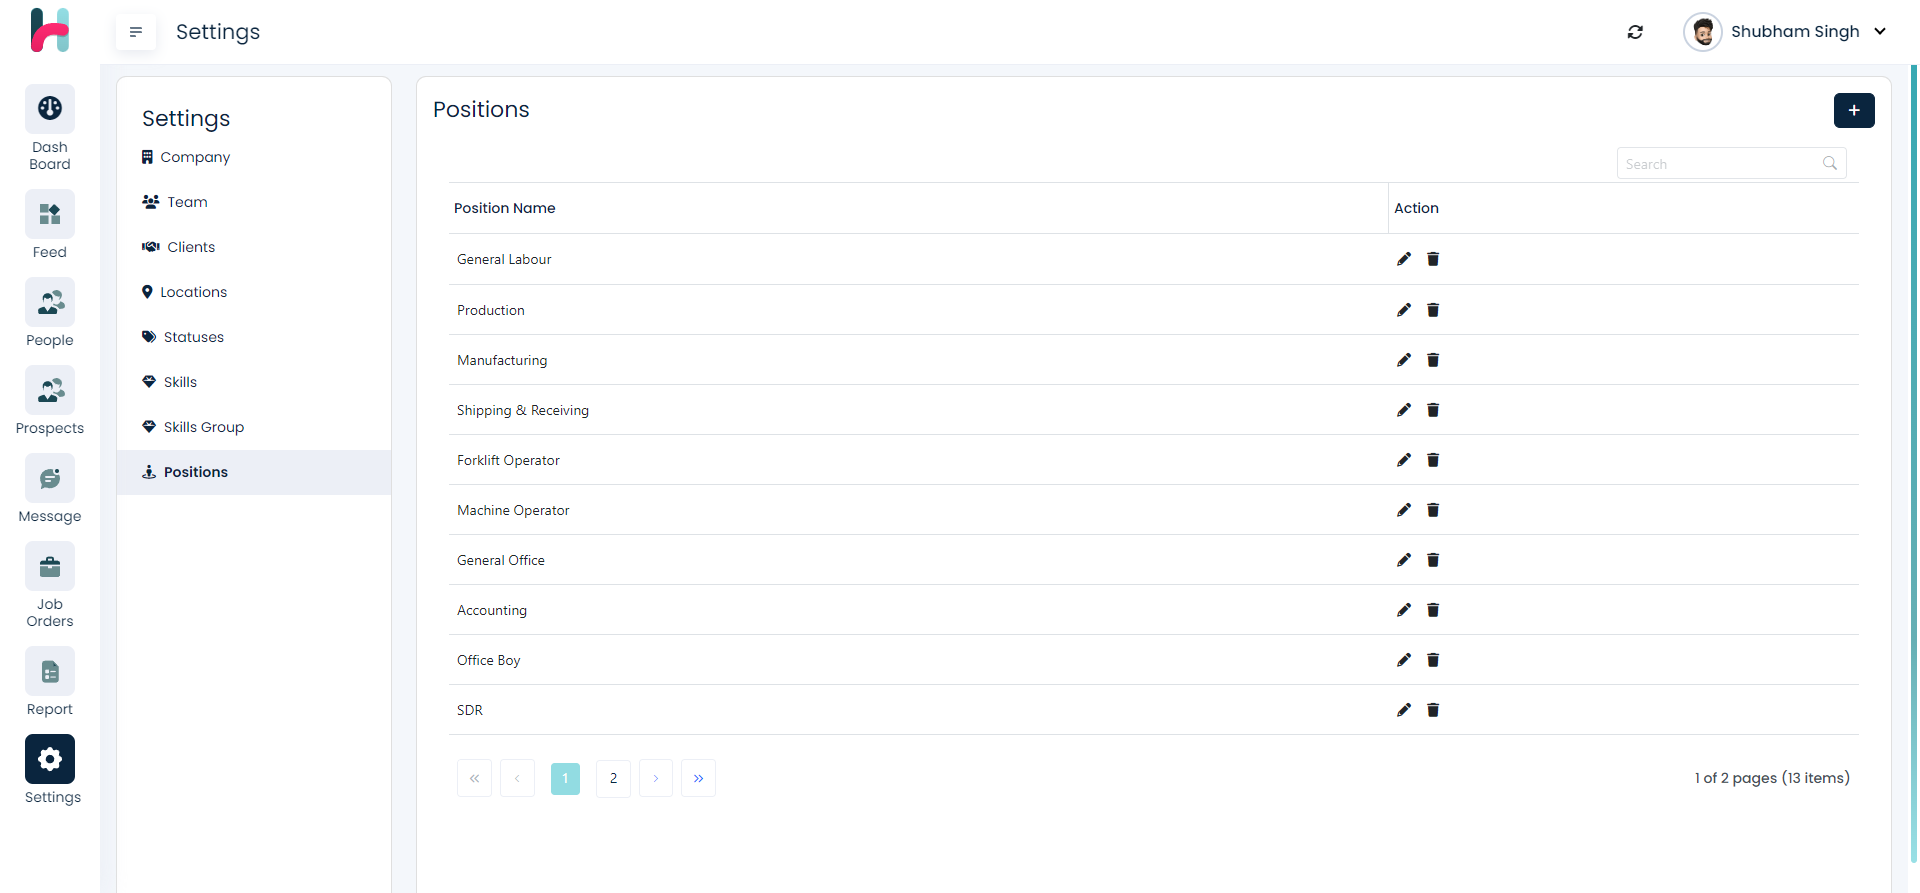 Settings
Shubham Singh
Dash
Board
Feed
People
Prospects
Message
Job
Orders
Report
Settings
Settings
Company
Team
Clients
Locations
Statuses
Skills
Skills Group
Positions
Positions
+
Search
Position Name Action
General Labour
Production
Manufacturing
Shipping & Receiving
Forklift Operator
Machine Operator
General Office
Accounting
Office Boy
SDR
« ‹ 1 2 › »
1 of 2 pages (13 items)